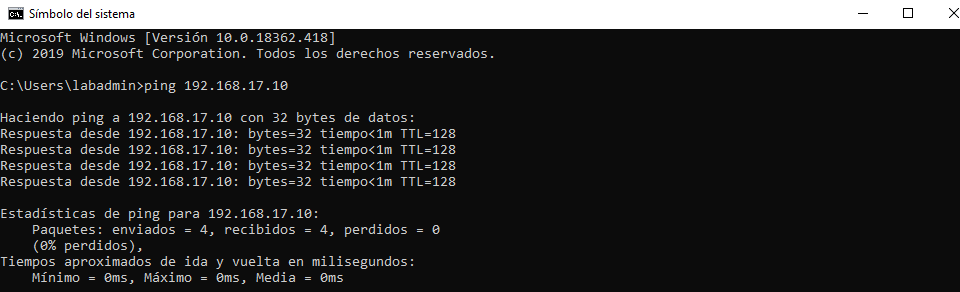 Símbolo del sistema
Microsoft Windows [Versión 10.0.18362.418]
(c) 2019 Microsoft Corporation. Todos los derechos reservados.
C:\Users\labadmin>ping 192.168.17.10
Haciendo ping a 192.168.17.10 con 32 bytes de datos:
Respuesta desde 192.168.17.10: bytes=32 tiempo<1m TTL=128
Respuesta desde 192.168.17.10: bytes=32 tiempo<1m TTL=128
Respuesta desde 192.168.17.10: bytes=32 tiempo<1m TTL=128
Respuesta desde 192.168.17.10: bytes=32 tiempo<1m TTL=128
Estadísticas de ping para 192.168.17.10:
    Paquetes: enviados = 4, recibidos = 4, perdidos = 0
    (0% perdidos),
Tiempos aproximados de ida y vuelta en milisegundos:
    Mínimo = 0ms, Máximo = 0ms, Media = 0ms